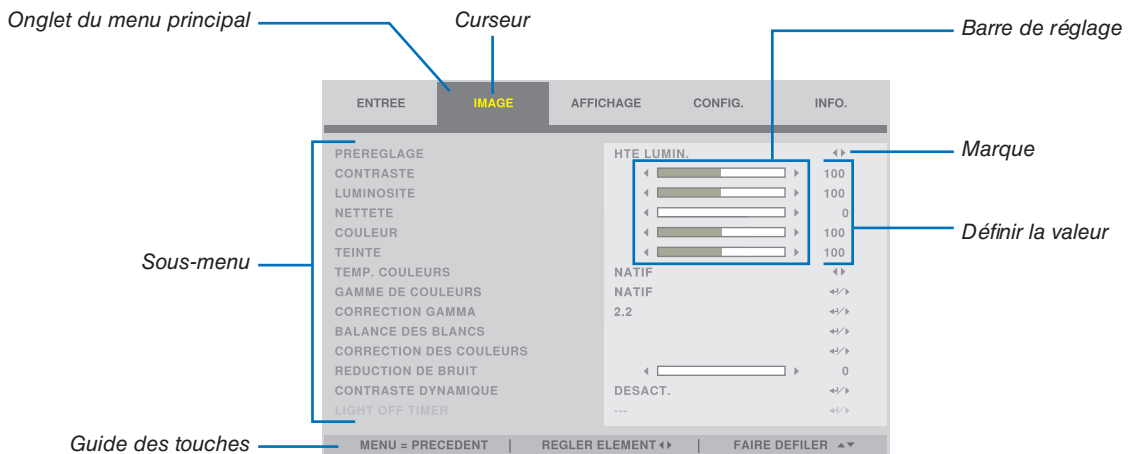 Onglet du menu principal
Curseur
Barre de réglage
ENTREE IMAGE AFFICHAGE CONFIG. INFO.
PREREGLAGE HTE LUMIN.
Marque
CONTRASTE 100
LUMINOSITE 100
NETTETE 0
COULEUR 100
Définir la valeur
TEINTE 100
Sous-menu
TEMP. COULEURS NATIF
GAMME DE COULEURS NATIF
CORRECTION GAMMA 2.2
BALANCE DES BLANCS
CORRECTION DES COULEURS
REDUCTION DE BRUIT 0
CONTRASTE DYNAMIQUE DESACT.
LIGHT OFF TIMER ---
Guide des touches
MENU = PRECEDENT | REGLER ELEMENT | FAIRE DEFILER